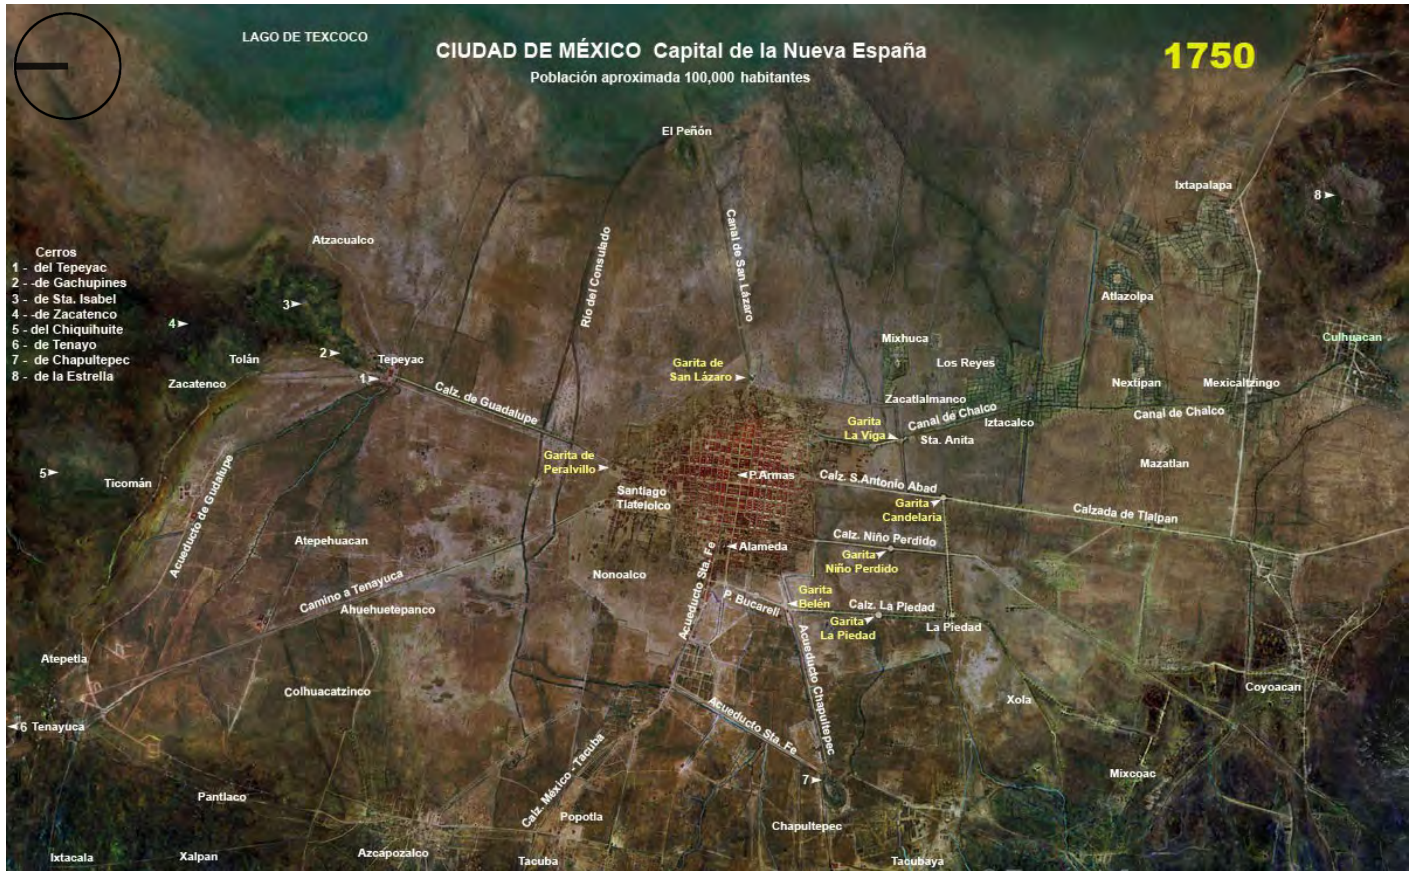 LAGO DE TEXCOCO
CIUDAD DE MÉXICO Capital de la Nueva España
1750
Población aproximada 100,000 habitantes
El Peñón
Ixtapalapa
8
Canal de San Lázaro
Atzacualco
Rio del Consulado
Cerros
1 - del Tepeyac
2 - -de Gachupines
3 - de Sta. Isabel
4 - -de Zacatenco
5 -del Chiquihuite
6 - de Tenayo
7 - de Chapultepec
8 - de la Estrella
3
4
2
1
5
Atlazolpa
Mixhuca
Culhuacan
Tolán
Tepeyac
Garita de
San Lázaro
Los Reyes
Zacatenco
Nextipan
Mexicaltzingo
Calz. de Guadalupe
Zacatlalmanco
Canal de Chalco
Canal de Chalco
Garita
La Viga
Iztacalco
Sta. Anita
Garita de
Peralvillo
Mazatlan
Ticomán
P.Armas
Calz. S.Antonio Abad
Santiago
Tlatelolco
Garita
Candelaria
Calzada de Tlalpan
Acueducto de Gudalupe
Atepehuacan
Alameda
Calz. Niño Perdido
Garita
Niño Perdido
Nonoalco
Acueducto Sta. Fe
Camino a Tenayuca
Ahuehuetepanco
P. Bucareli
Garita
Belén
Calz. La Piedad
Garita
La Piedad
La Piedad
Atepetla
Acueducto Chapultepec
Colhuacatzinco
Coyoacan
Xola
6 Tenayuca
Acueducto Sta. Fe
Calz. México - Tacuba
7
Mixcoac
Pantlaco
Popotla
Chapultepec
Ixtacala
Xalpan
Azcapozalco
Tacuba
Tacubaya